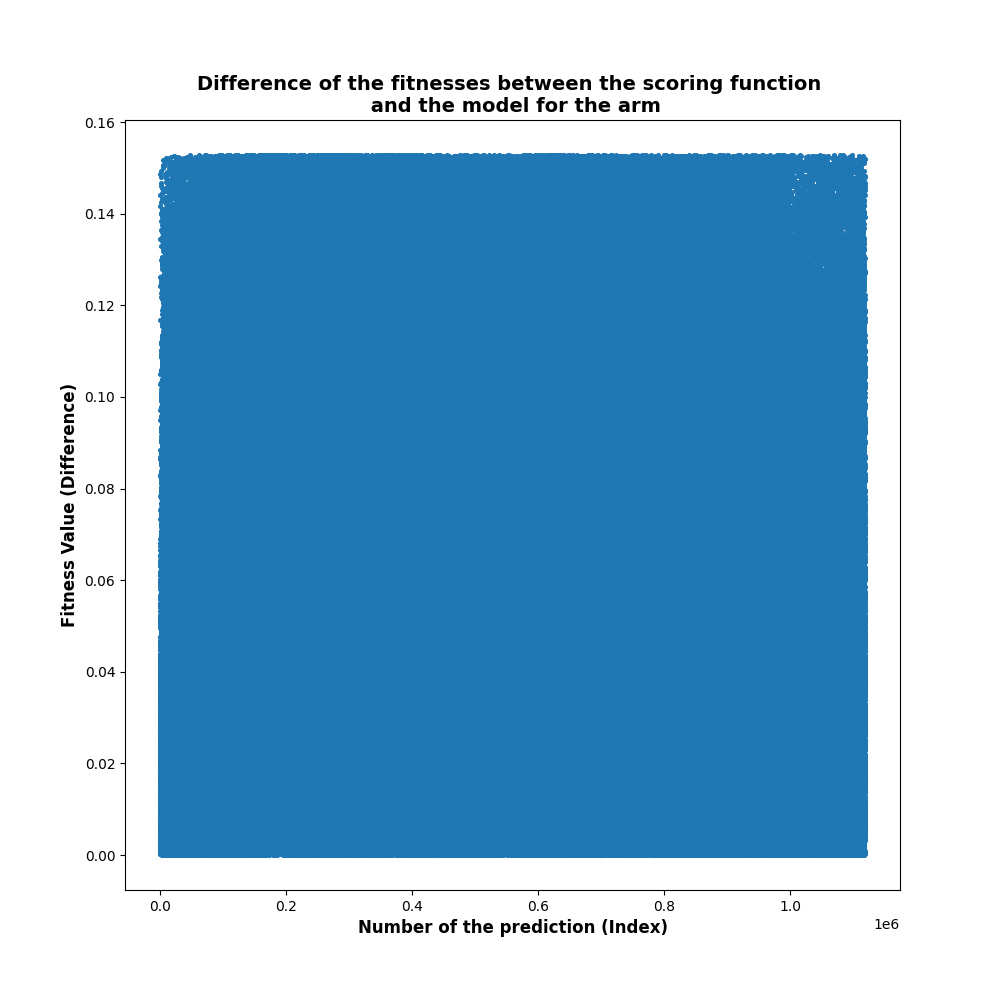 Difference of the fitnesses between the scoring function
and the model for the arm
0.16
0.14
0.12
0.10
0.08
0.06
0.04
0.02
0.00
Fitness Value (Difference)
0.0 0.2 0.4 0.6 0.8 1.0
1e6
Number of the prediction (Index)